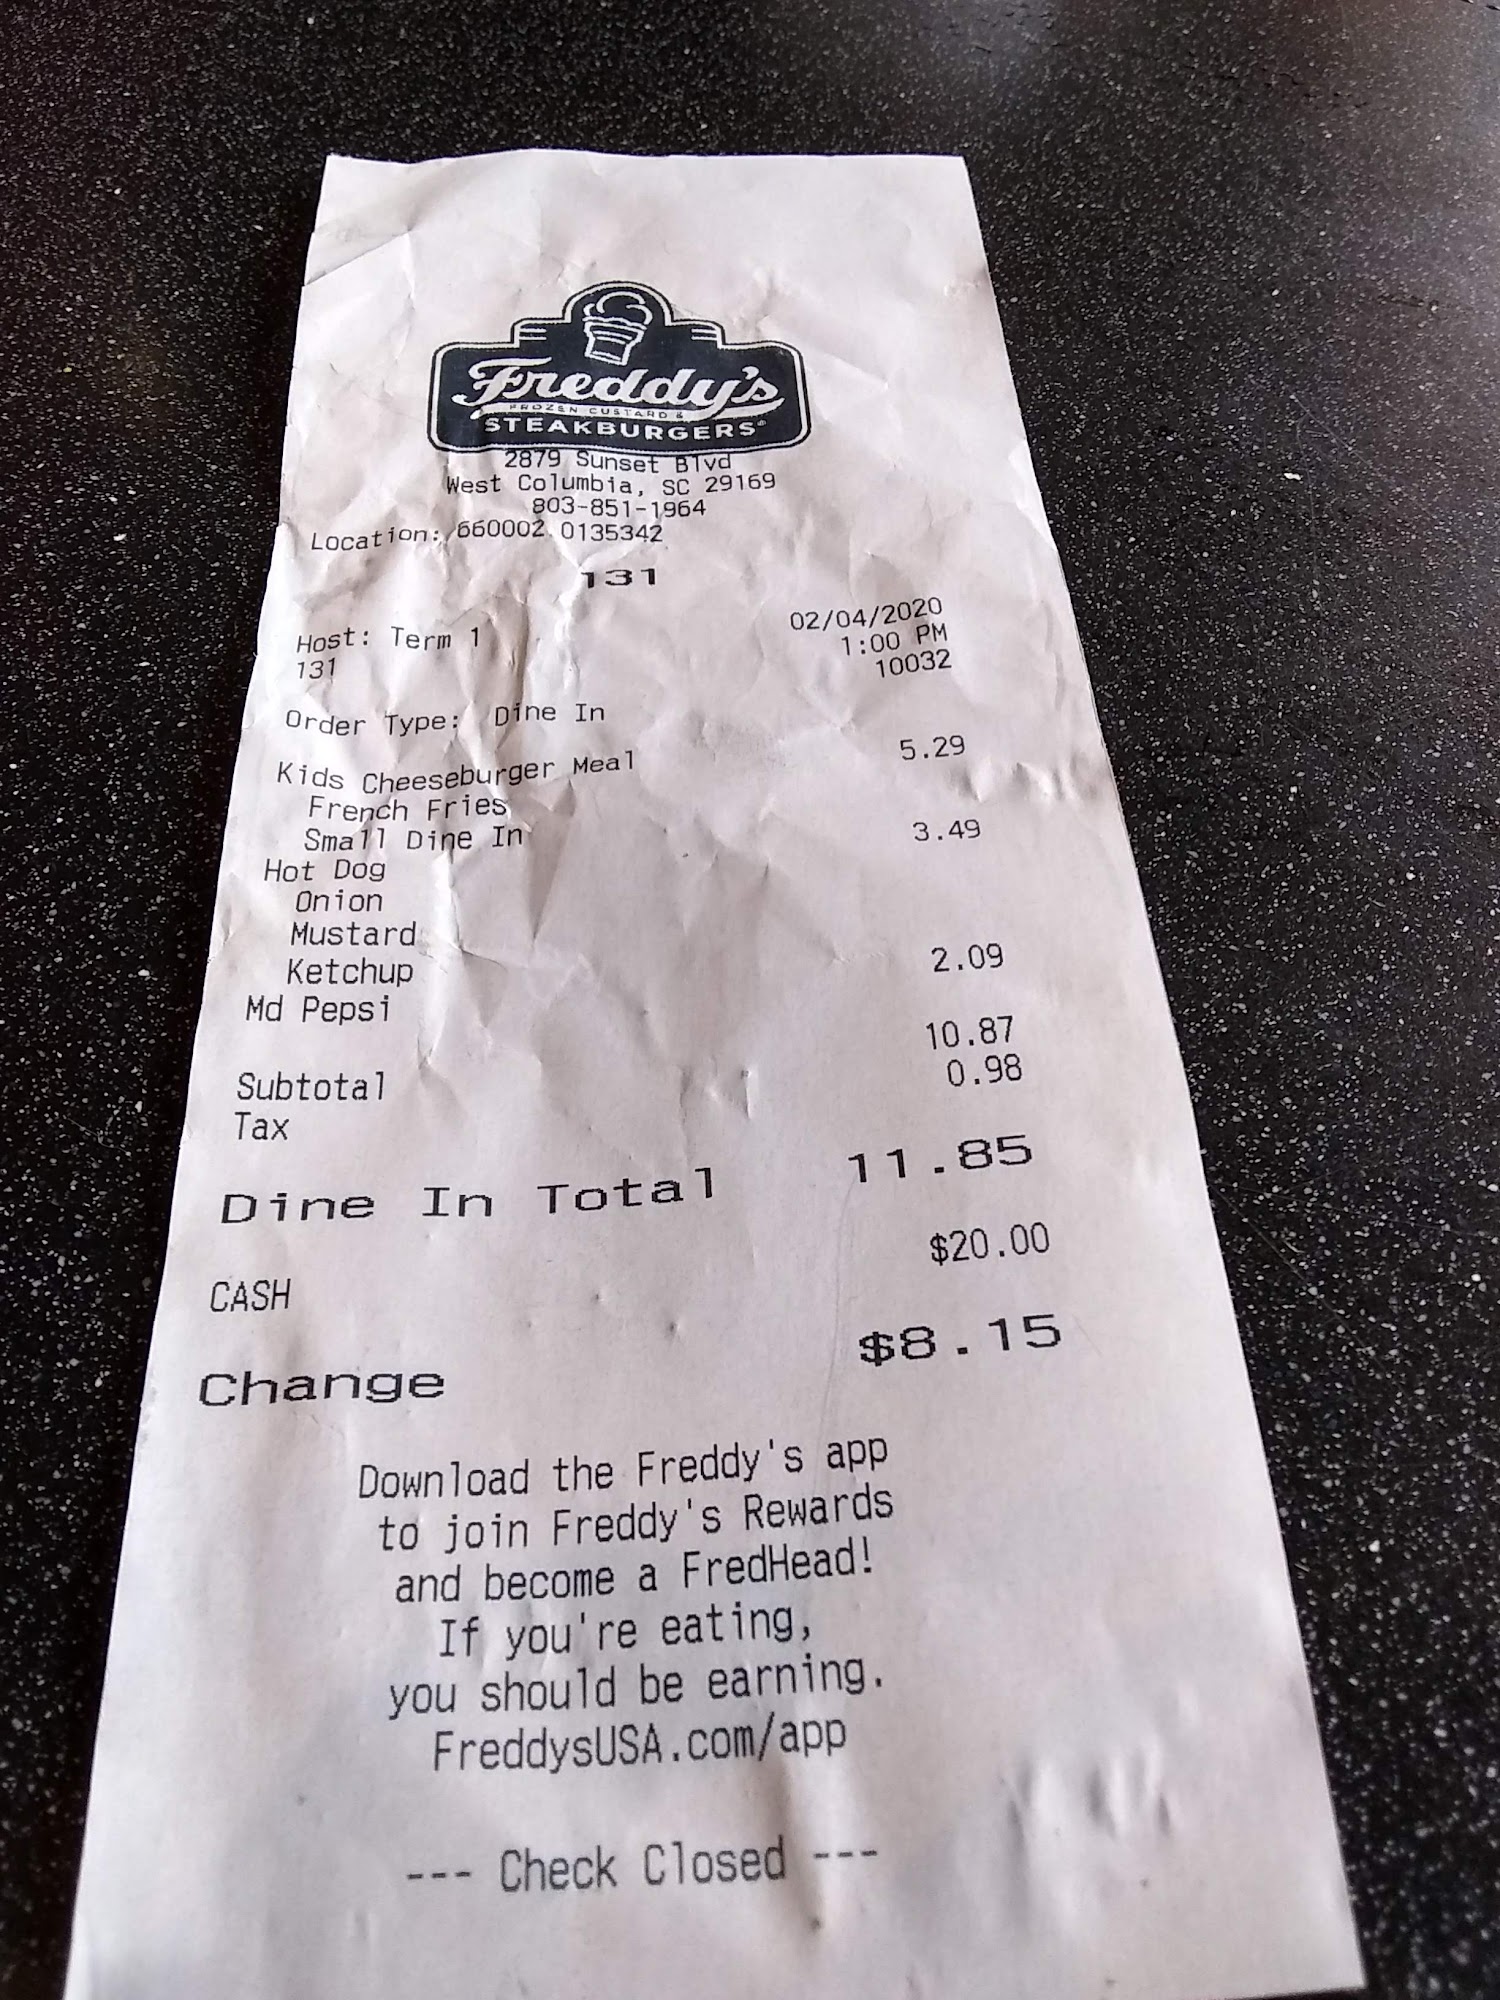 Freddy's
FROZEN CUSTARD &
STEAKBURGERS®
2879 Sunset Blvd
West Columbia, SC 29169
803-851-1964
Location: 660002 0135342
131
Host: Term 1 02/04/2020
131 1:00 PM
10032
Order Type: Dine In
Kids Cheeseburger Meal 5.29
French Fries
Small Dine In
Hot Dog 3.49
Onion
Mustard
Ketchup
Md Pepsi 2.09
Subtotal 10.87
Tax 0.98
Dine In Total 11.85
CASH $20.00
Change $8.15
Download the Freddy's app
to join Freddy's Rewards
and become a FredHead!
If you're eating,
you should be earning.
FreddysUSA.com/app
--- Check Closed ---